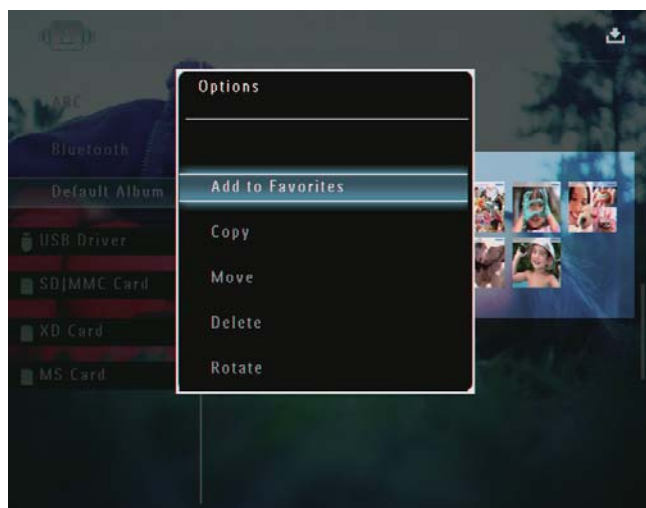 Options
Add to Favorites
Copy
Move
Delete
Rotate
ABC
Bluetooth
Default Album
USB Driver
SD|MMC Card
XD Card
MS Card